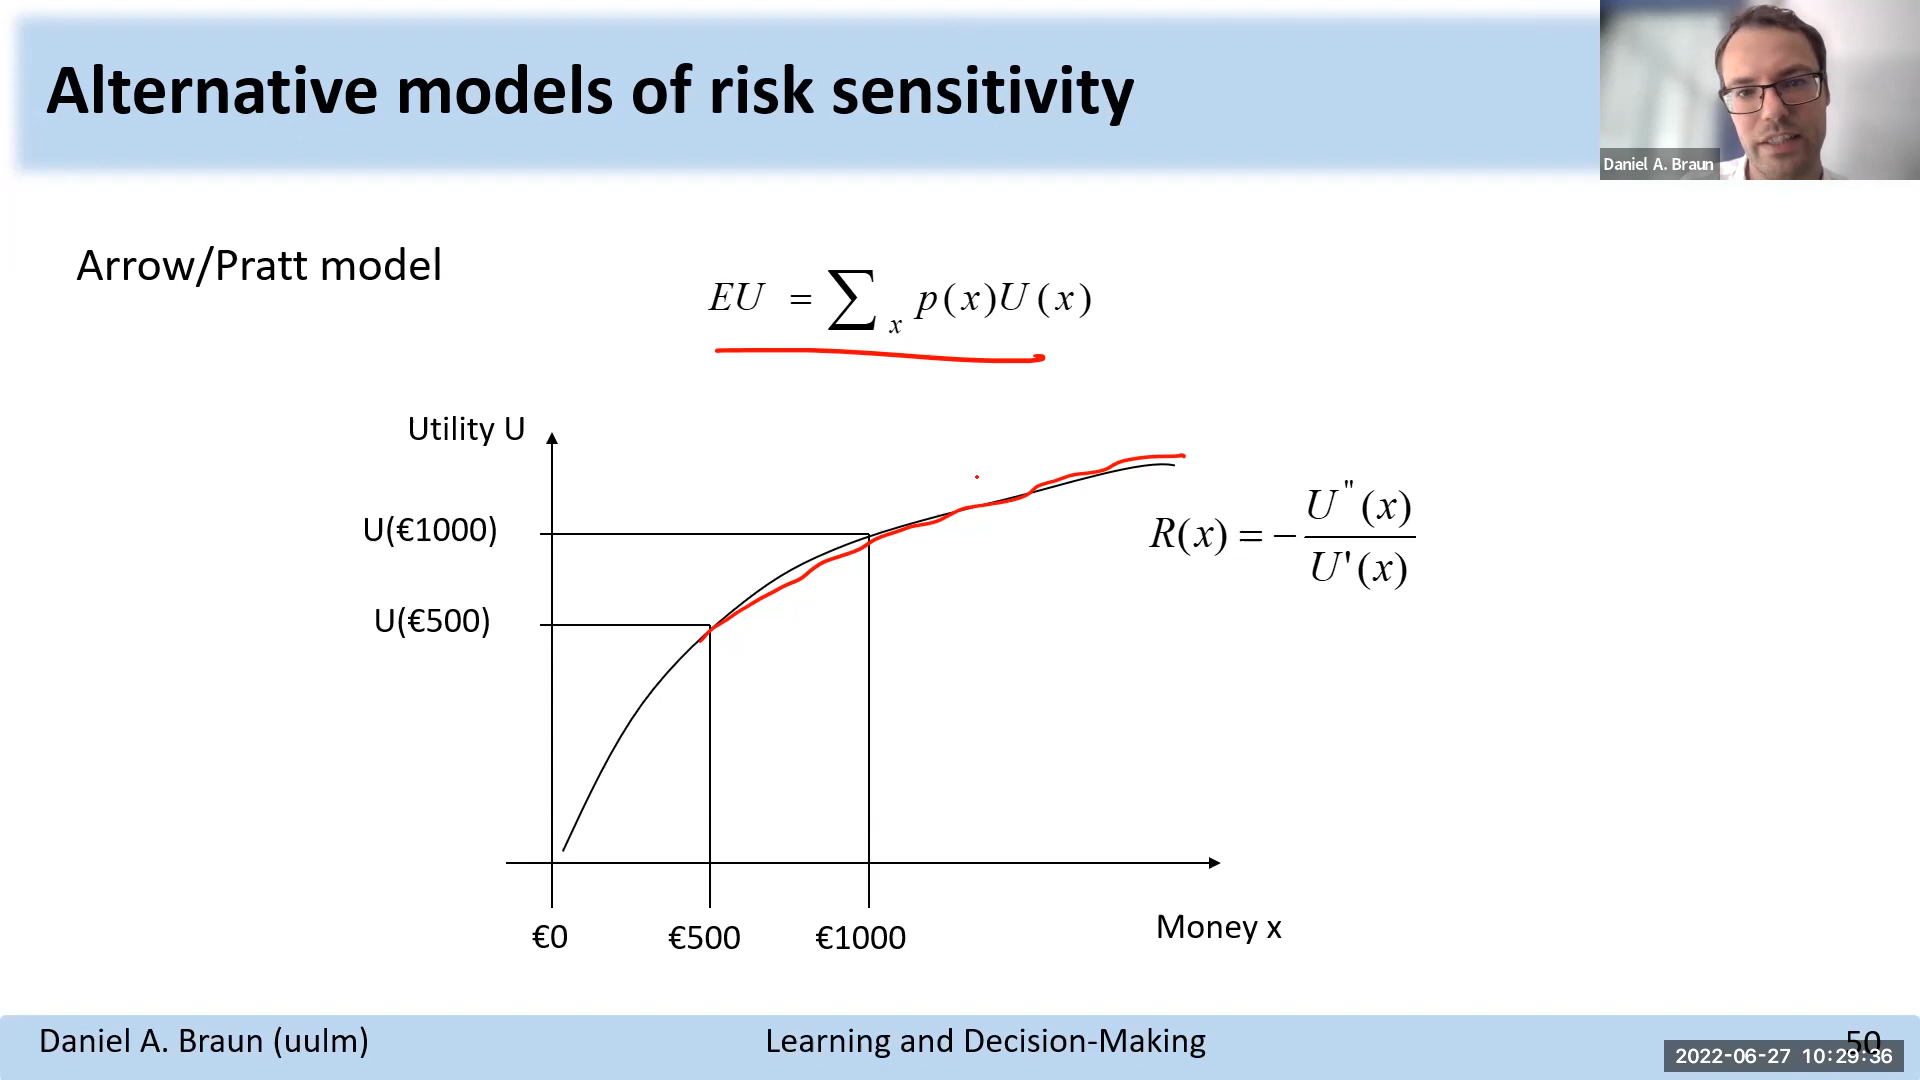 Alternative models of risk sensitivity
Daniel A. Braun
Arrow/Pratt model
EU = ∑ₓ p(x)U(x)
Utility U
U(€1000)
U(€500)
R(x) = − U"(x) / U'(x)
€0
€500
€1000
Money x
Daniel A. Braun (uulm)
Learning and Decision-Making
50
2022-06-27 10:29:36